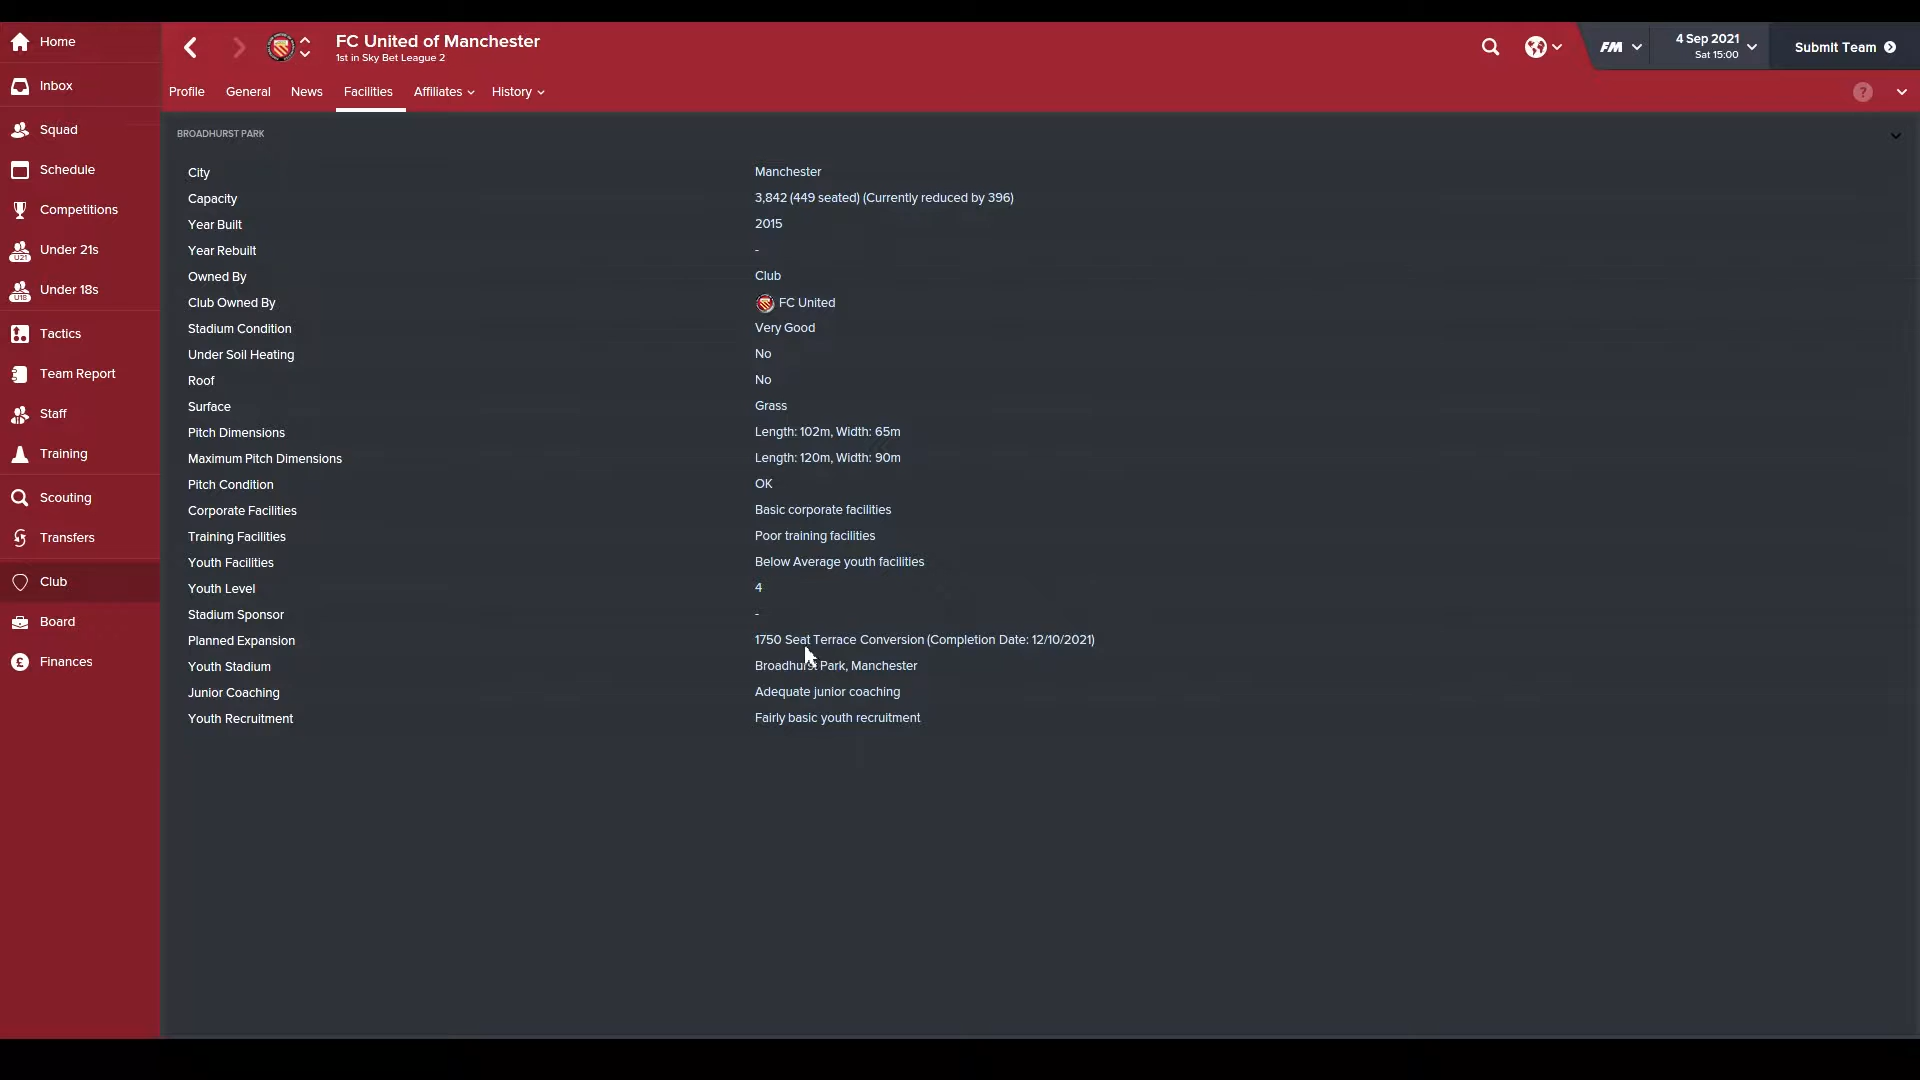 Home
Inbox
Squad
Schedule
Competitions
U21
Under 21s
U18
Under 18s
Tactics
Team Report
Staff
Training
Scouting
Transfers
Club
Board
Finances
FC United of Manchester
1st in Sky Bet League 2
FM
4 Sep 2021
Sat 15:00
Submit Team
Profile
General
News
Facilities
Affiliates
History
?
BROADHURST PARK
City Manchester
Capacity 3,842 (449 seated) (Currently reduced by 396)
Year Built 2015
Year Rebuilt -
Owned By Club
Club Owned By FC United
Stadium Condition Very Good
Under Soil Heating No
Roof No
Surface Grass
Pitch Dimensions Length: 102m, Width: 65m
Maximum Pitch Dimensions Length: 120m, Width: 90m
Pitch Condition OK
Corporate Facilities Basic corporate facilities
Training Facilities Poor training facilities
Youth Facilities Below Average youth facilities
Youth Level 4
Stadium Sponsor -
Planned Expansion 1750 Seat Terrace Conversion (Completion Date: 12/10/2021)
Youth Stadium Broadhurst Park, Manchester
Junior Coaching Adequate junior coaching
Youth Recruitment Fairly basic youth recruitment